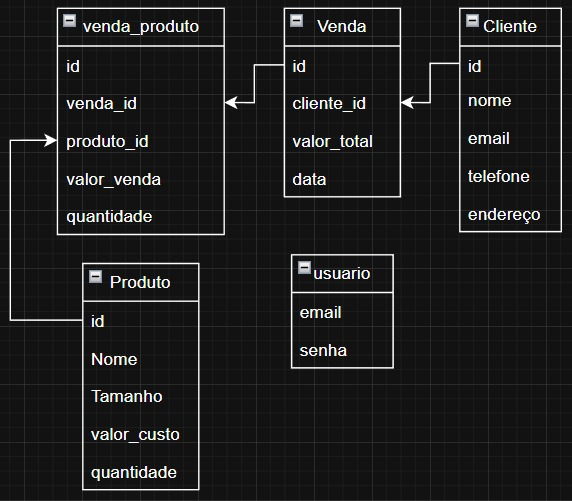 venda_produto
id
venda_id
produto_id
valor_venda
quantidade
Venda
id
cliente_id
valor_total
data
Cliente
id
nome
email
telefone
endereço
Produto
id
Nome
Tamanho
valor_custo
quantidade
usuario
email
senha